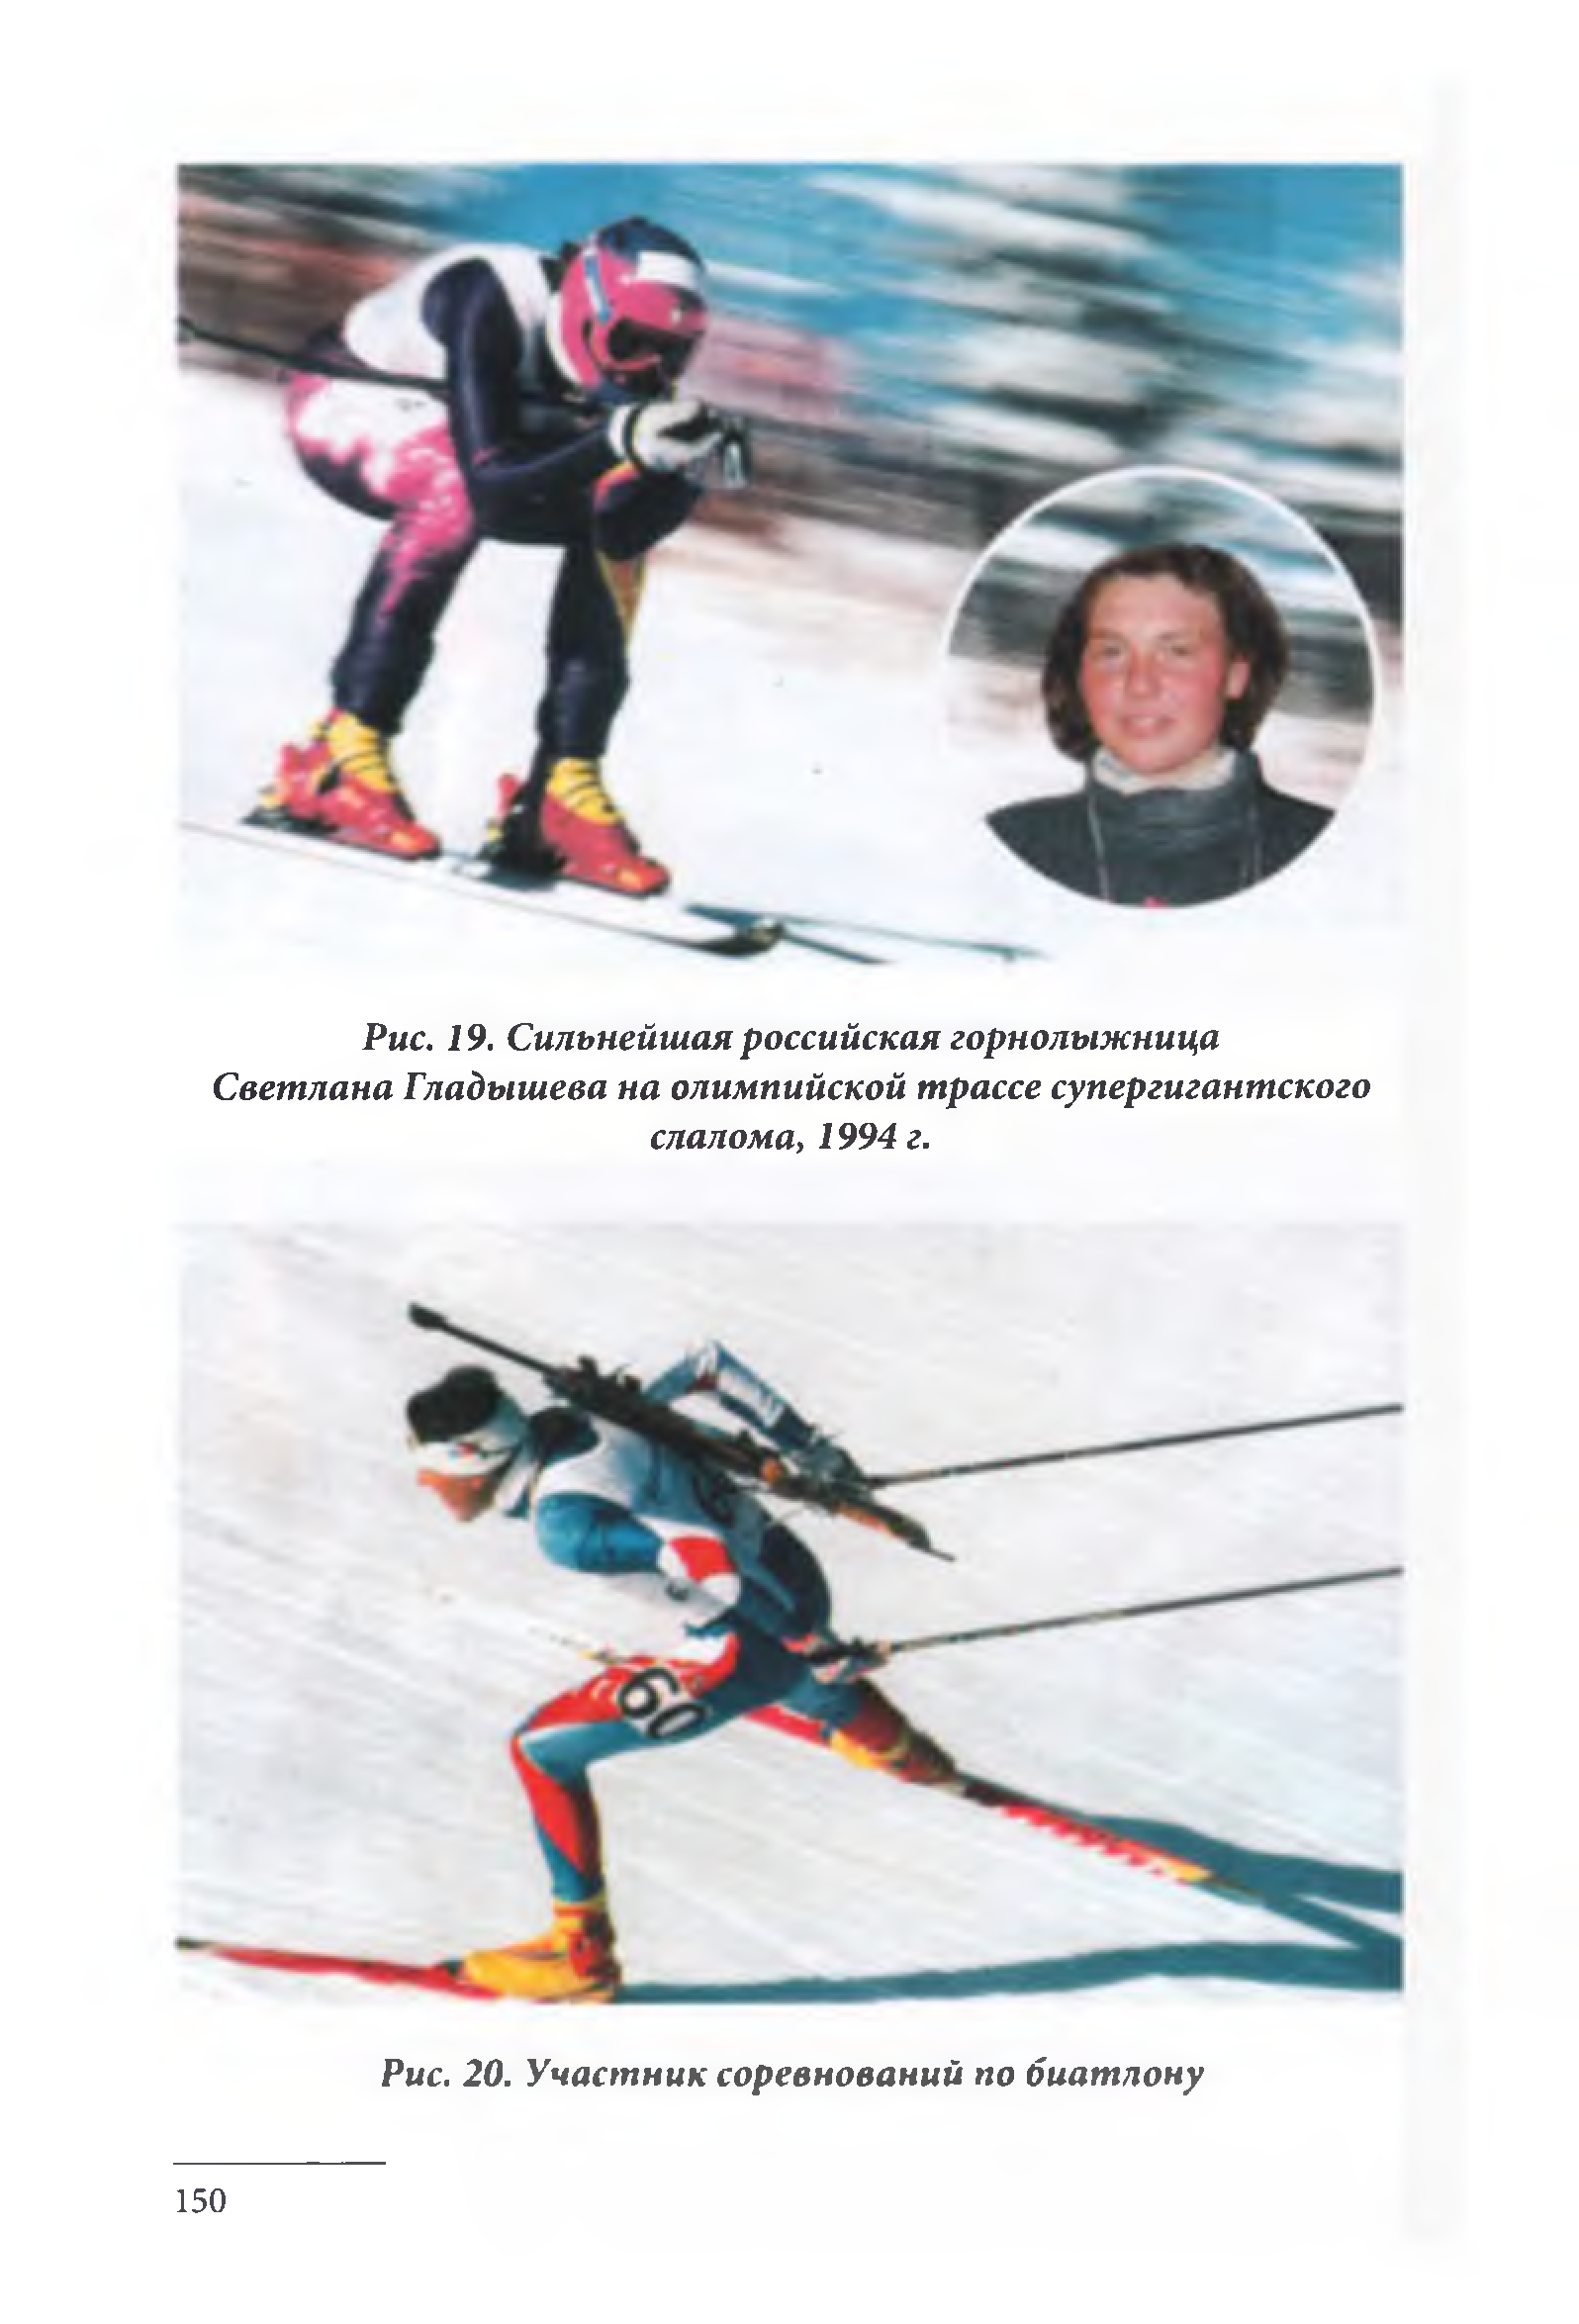 60
Рис. 19. Сильнейшая российская горнолыжница
Светлана Гладышева на олимпийской трассе супергигантского
слалома, 1994 г.
Рис. 20. Участник соревнований по биатлону
150